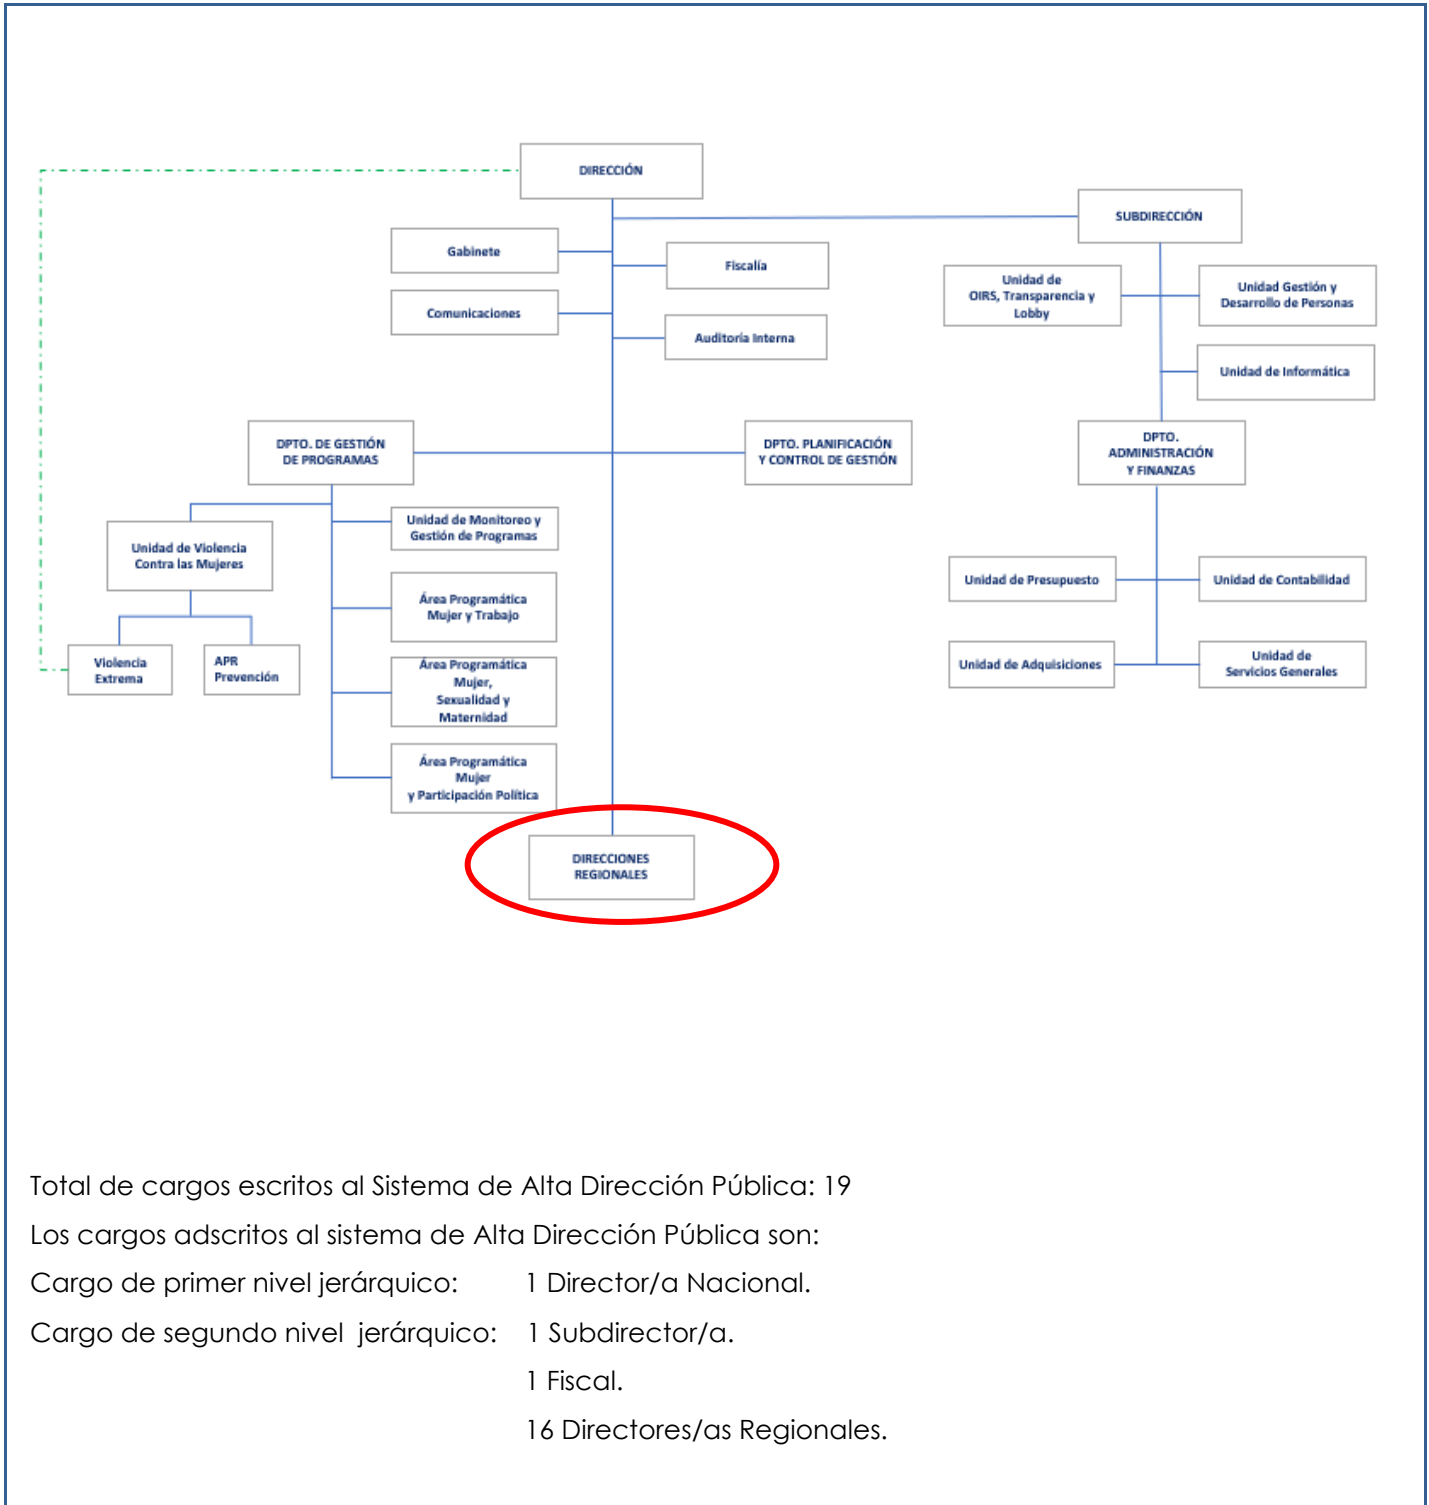 DIRECCIÓN
SUBDIRECCIÓN
Gabinete
Fiscalía
Comunicaciones
Auditoría Interna
Unidad de
OIRS, Transparencia y
Lobby
Unidad Gestión y
Desarrollo de Personas
Unidad de Informática
DPTO. DE GESTIÓN
DE PROGRAMAS
DPTO. PLANIFICACIÓN
Y CONTROL DE GESTIÓN
DPTO.
ADMINISTRACIÓN
Y FINANZAS
Unidad de Monitoreo y
Gestión de Programas
Unidad de Violencia
Contra las Mujeres
Área Programática
Mujer y Trabajo
Unidad de Presupuesto
Unidad de Contabilidad
Violencia
Extrema
APR
Prevención
Área Programática
Mujer,
Sexualidad y
Maternidad
Unidad de Adquisiciones
Unidad de
Servicios Generales
Área Programática
Mujer
y Participación Política
DIRECCIONES
REGIONALES
Total de cargos escritos al Sistema de Alta Dirección Pública: 19
Los cargos adscritos al sistema de Alta Dirección Pública son:
Cargo de primer nivel jerárquico: 1 Director/a Nacional.
Cargo de segundo nivel jerárquico: 1 Subdirector/a.
1 Fiscal.
16 Directores/as Regionales.